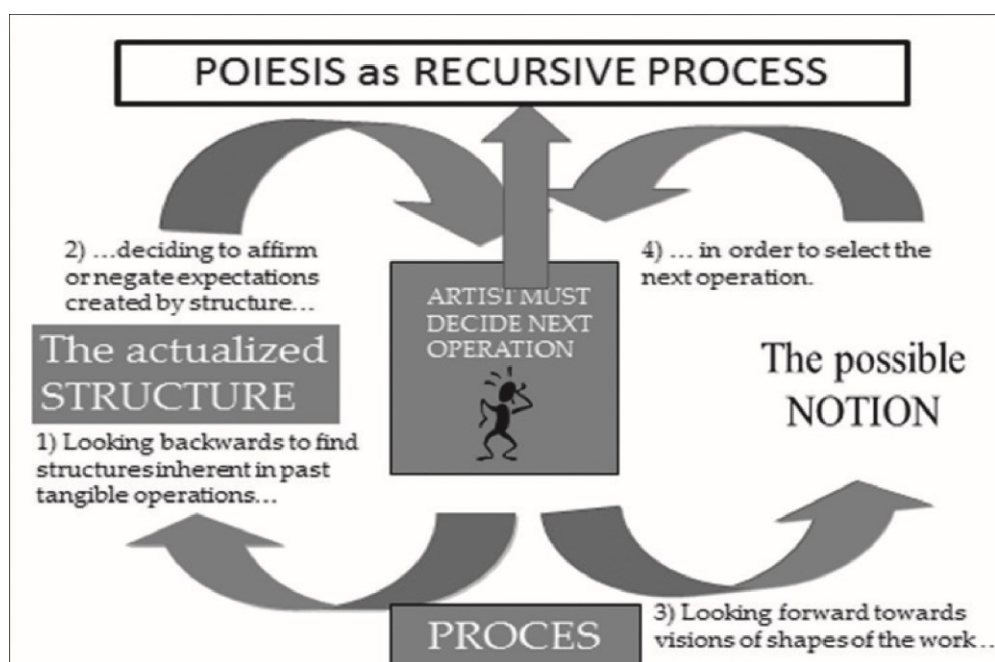 POIESIS as RECURSIVE PROCESS
2) ...deciding to affirm
or negate expectations
created by structure...
4) ... in order to select the
next operation.
ARTIST MUST
DECIDE NEXT
OPERATION
The actualized
STRUCTURE
The possible
NOTION
1) Looking backwards to find
structures inherent in past
tangible operations...
3) Looking forward towards
visions of shapes of the work...
PROCES